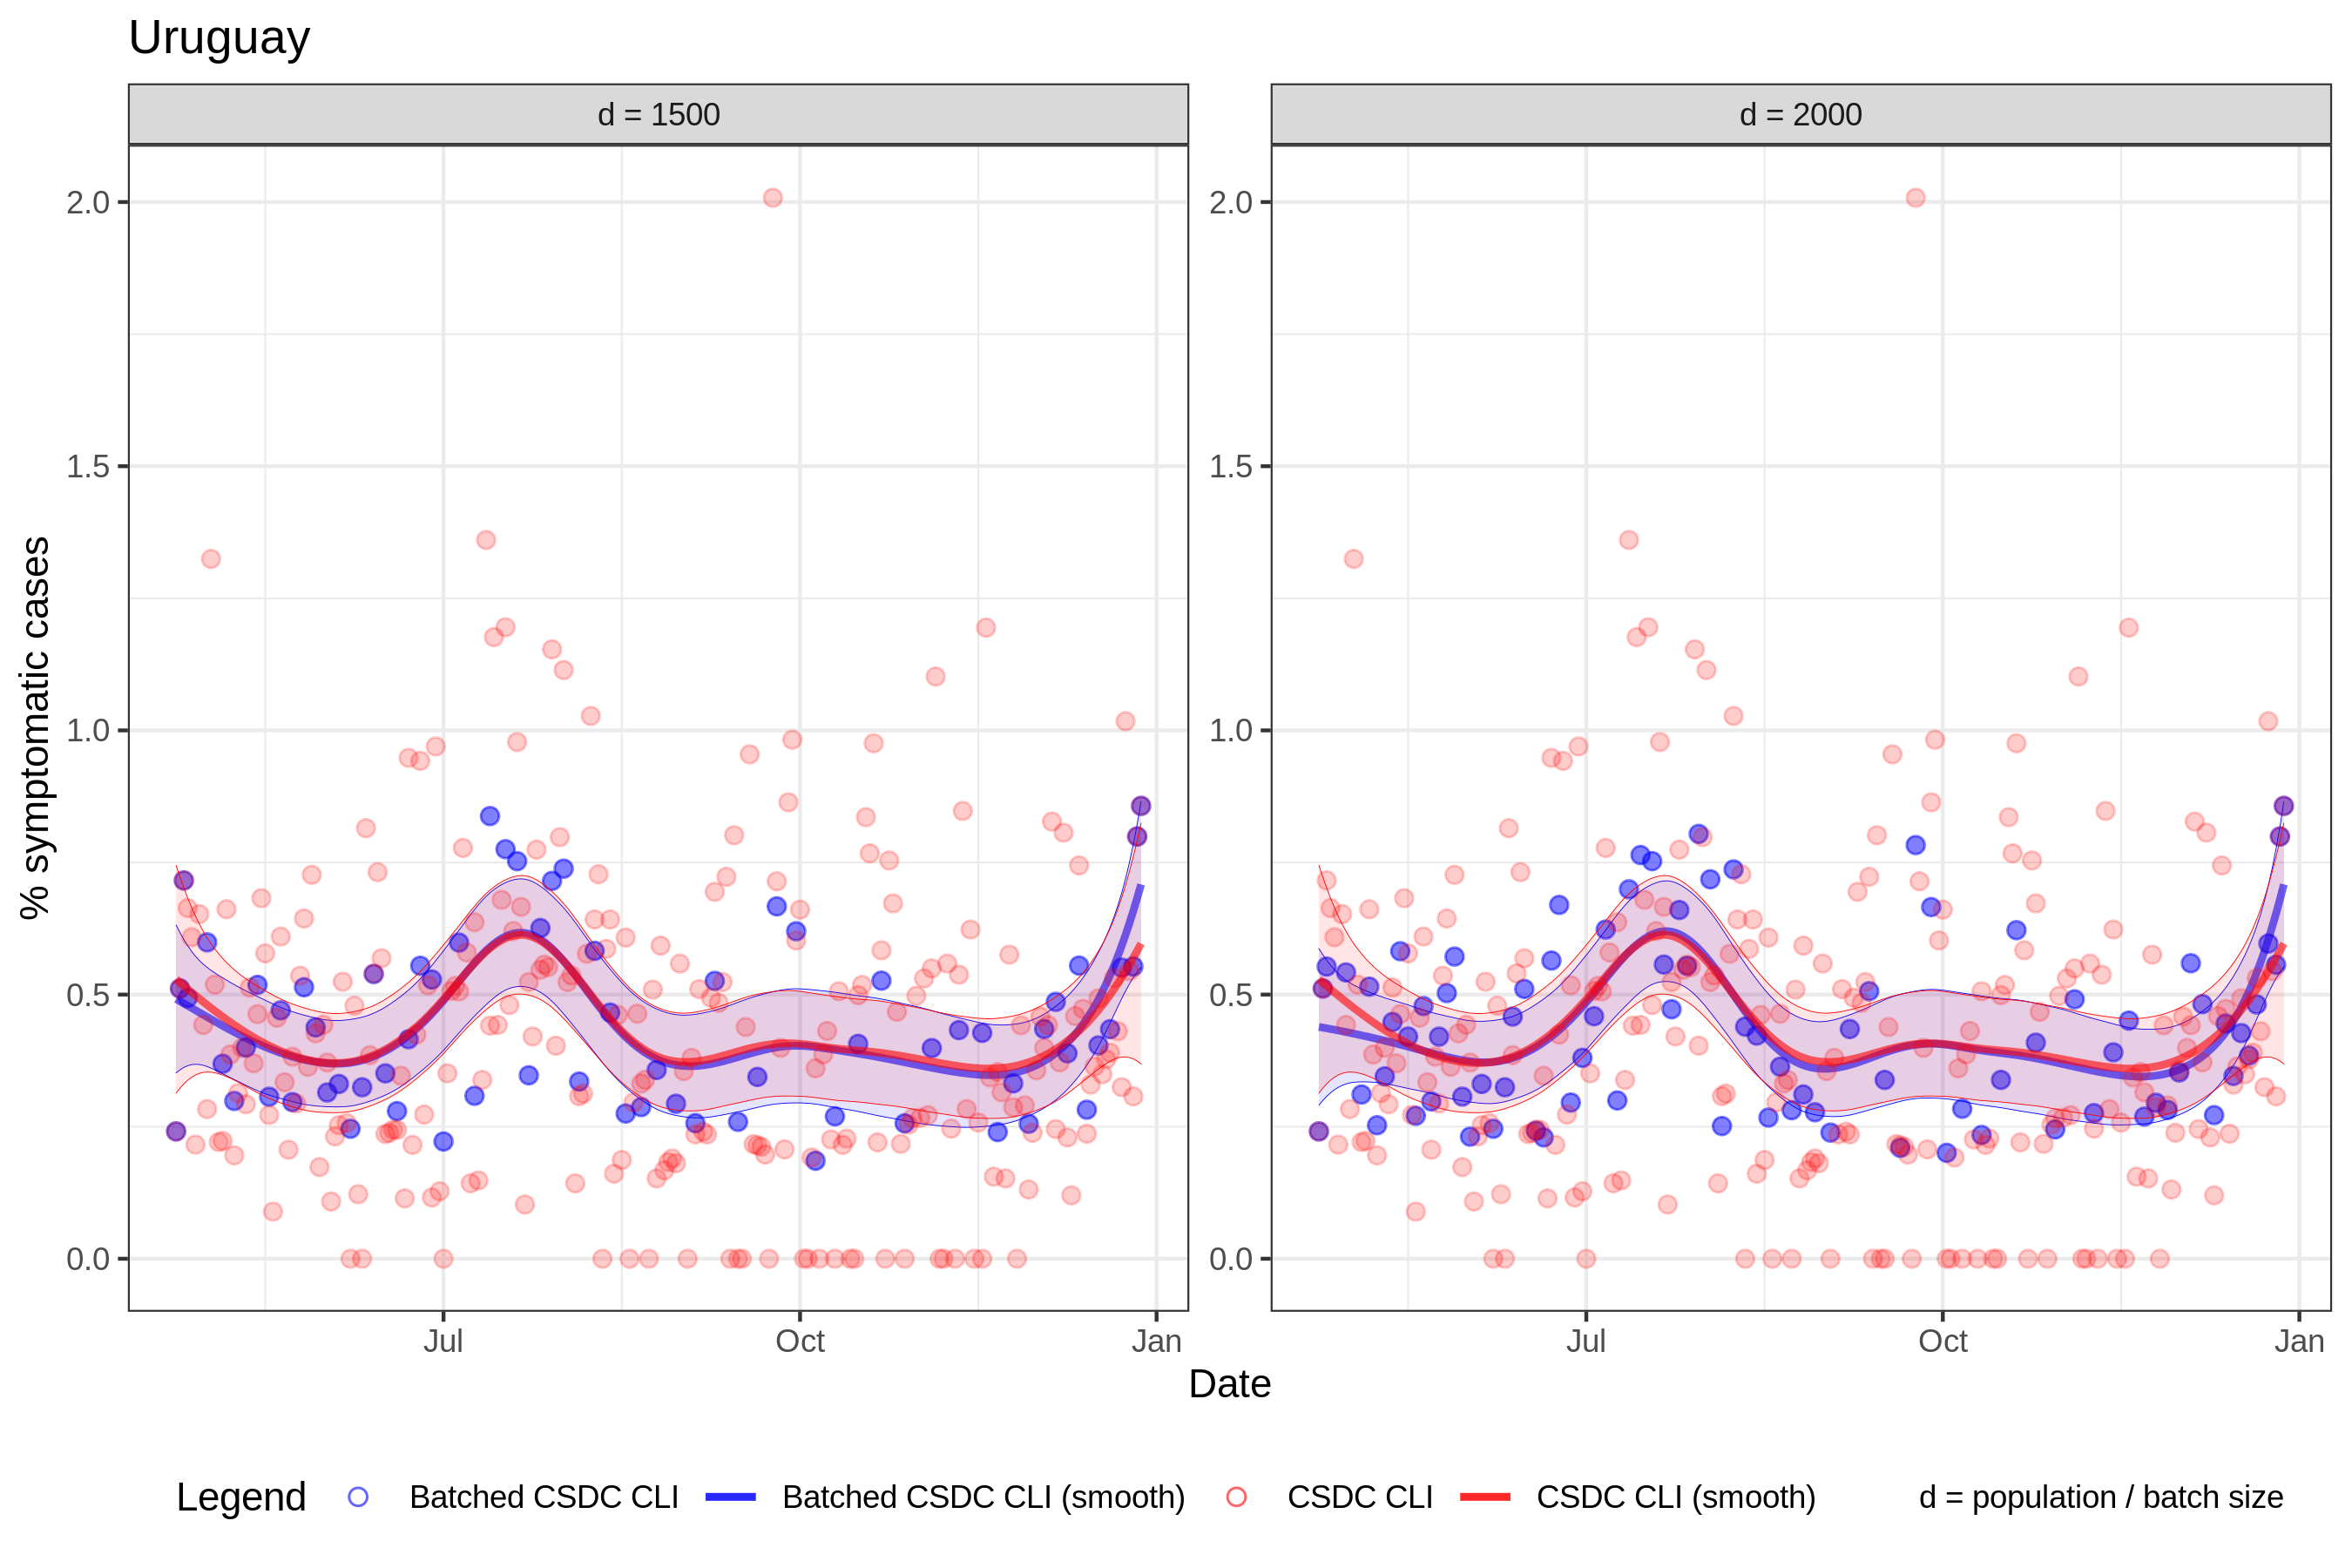 Uruguay
d = 1500
d = 2000
% symptomatic cases
2.0
1.5
1.0
0.5
0.0
2.0
1.5
1.0
0.5
0.0
Jul
Oct
Jan
Jul
Oct
Jan
Date
Legend
Batched CSDC CLI
Batched CSDC CLI (smooth)
CSDC CLI
CSDC CLI (smooth)
d = population / batch size